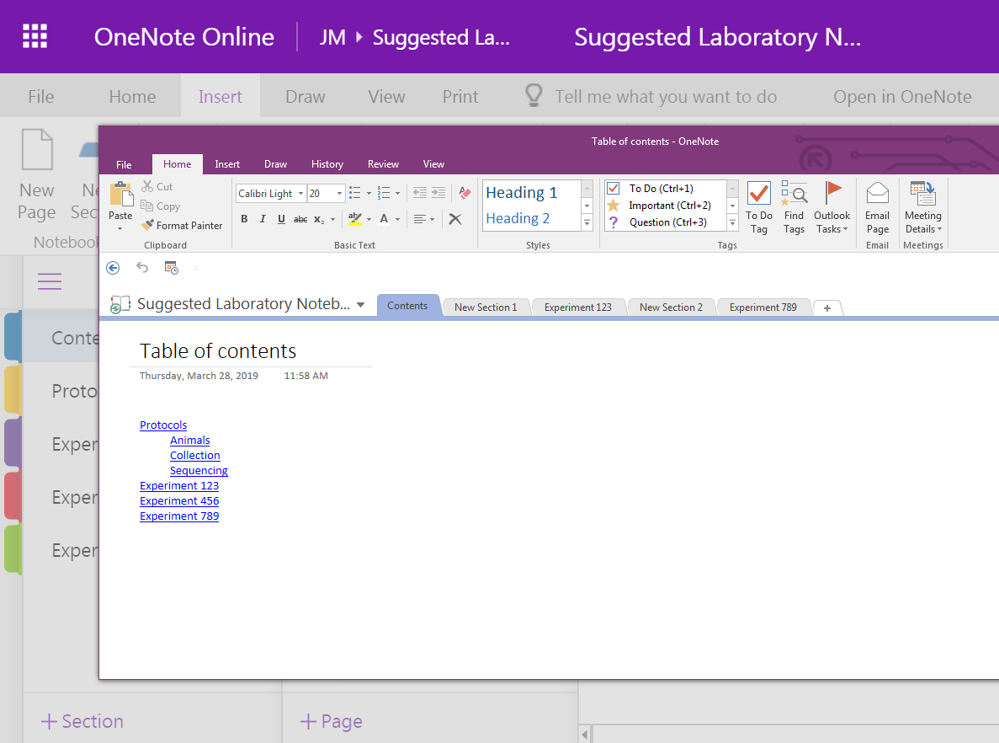 OneNote Online JM Suggested La... Suggested Laboratory N...
File Home Insert Draw View Print Tell me what you want to do Open in OneNote
New
Page
Table of contents - OneNote
File Home Insert Draw History Review View
Paste
Cut
Copy
Format Painter
Clipboard
Calibri Light 20
B I U abc x₂ ab A
Basic Text
Heading 1
Heading 2
Styles
To Do (Ctrl+1)
Important (Ctrl+2)
Question (Ctrl+3)
To Do
Tag
Find
Tags
Outlook
Tasks
Tags
Email
Page
Email
Meeting
Details
Meetings
Suggested Laboratory Noteb... Contents New Section 1 Experiment 123 New Section 2 Experiment 789
Table of contents
Thursday, March 28, 2019 11:58 AM
Protocols
Animals
Collection
Sequencing
Experiment 123
Experiment 456
Experiment 789
Conte
Proto
Exper
Exper
Exper
+ Section + Page